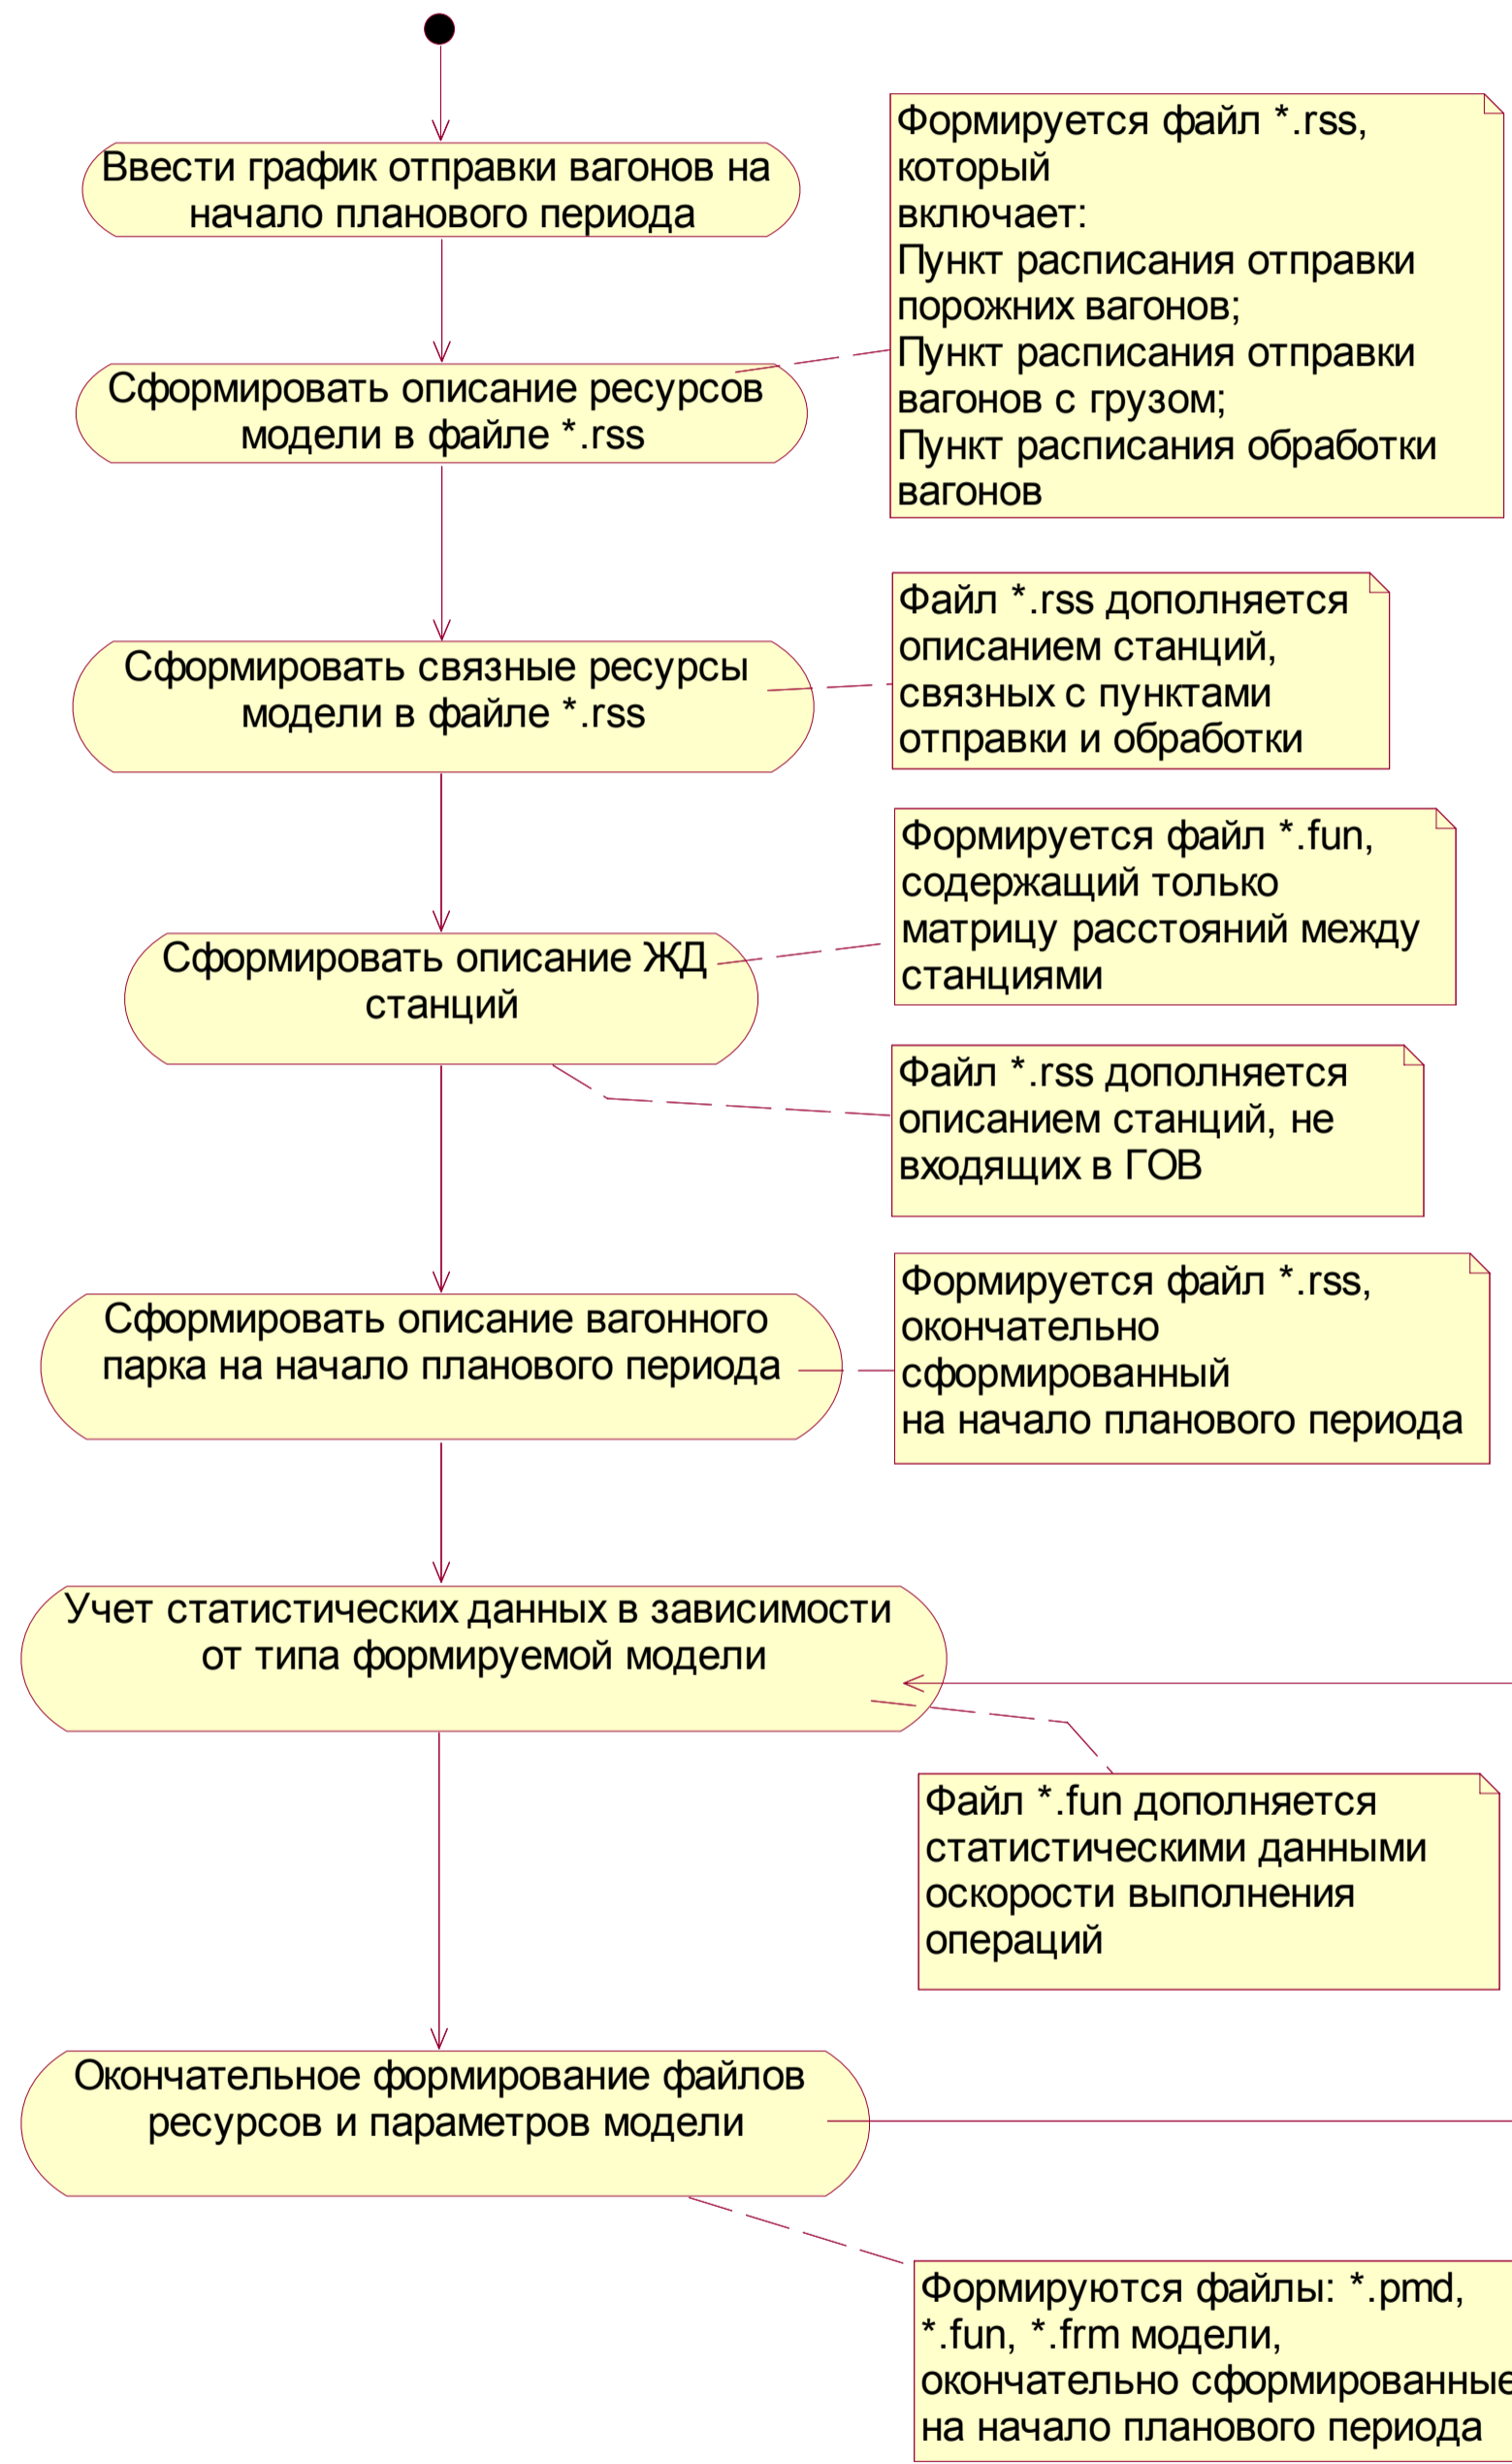 Ввести график отправки вагонов на
начало планового периода
Формируется файл *.rss,
который
включает:
Пункт расписания отправки
порожних вагонов;
Пункт расписания отправки
вагонов с грузом;
Пункт расписания обработки
вагонов
Сформировать описание ресурсов
модели в файле *.rss
Сформировать связные ресурсы
модели в файле *.rss
Файл *.rss дополняется
описанием станций,
связных с пунктами
отправки и обработки
Формируется файл *.fun,
содержащий только
матрицу расстояний между
станциями
Сформировать описание ЖД
станций
Файл *.rss дополняется
описанием станций, не
входящих в ГОВ
Сформировать описание вагонного
парка на начало планового периода
Формируется файл *.rss,
окончательно
сформированный
на начало планового периода
Учет статистических данных в зависимости
от типа формируемой модели
Файл *.fun дополняется
статистическими данными
оскорости выполнения
операций
Окончательное формирование файлов
ресурсов и параметров модели
Формируются файлы: *.pmd,
*.fun, *.frm модели,
окончательно сформированные
на начало планового периода